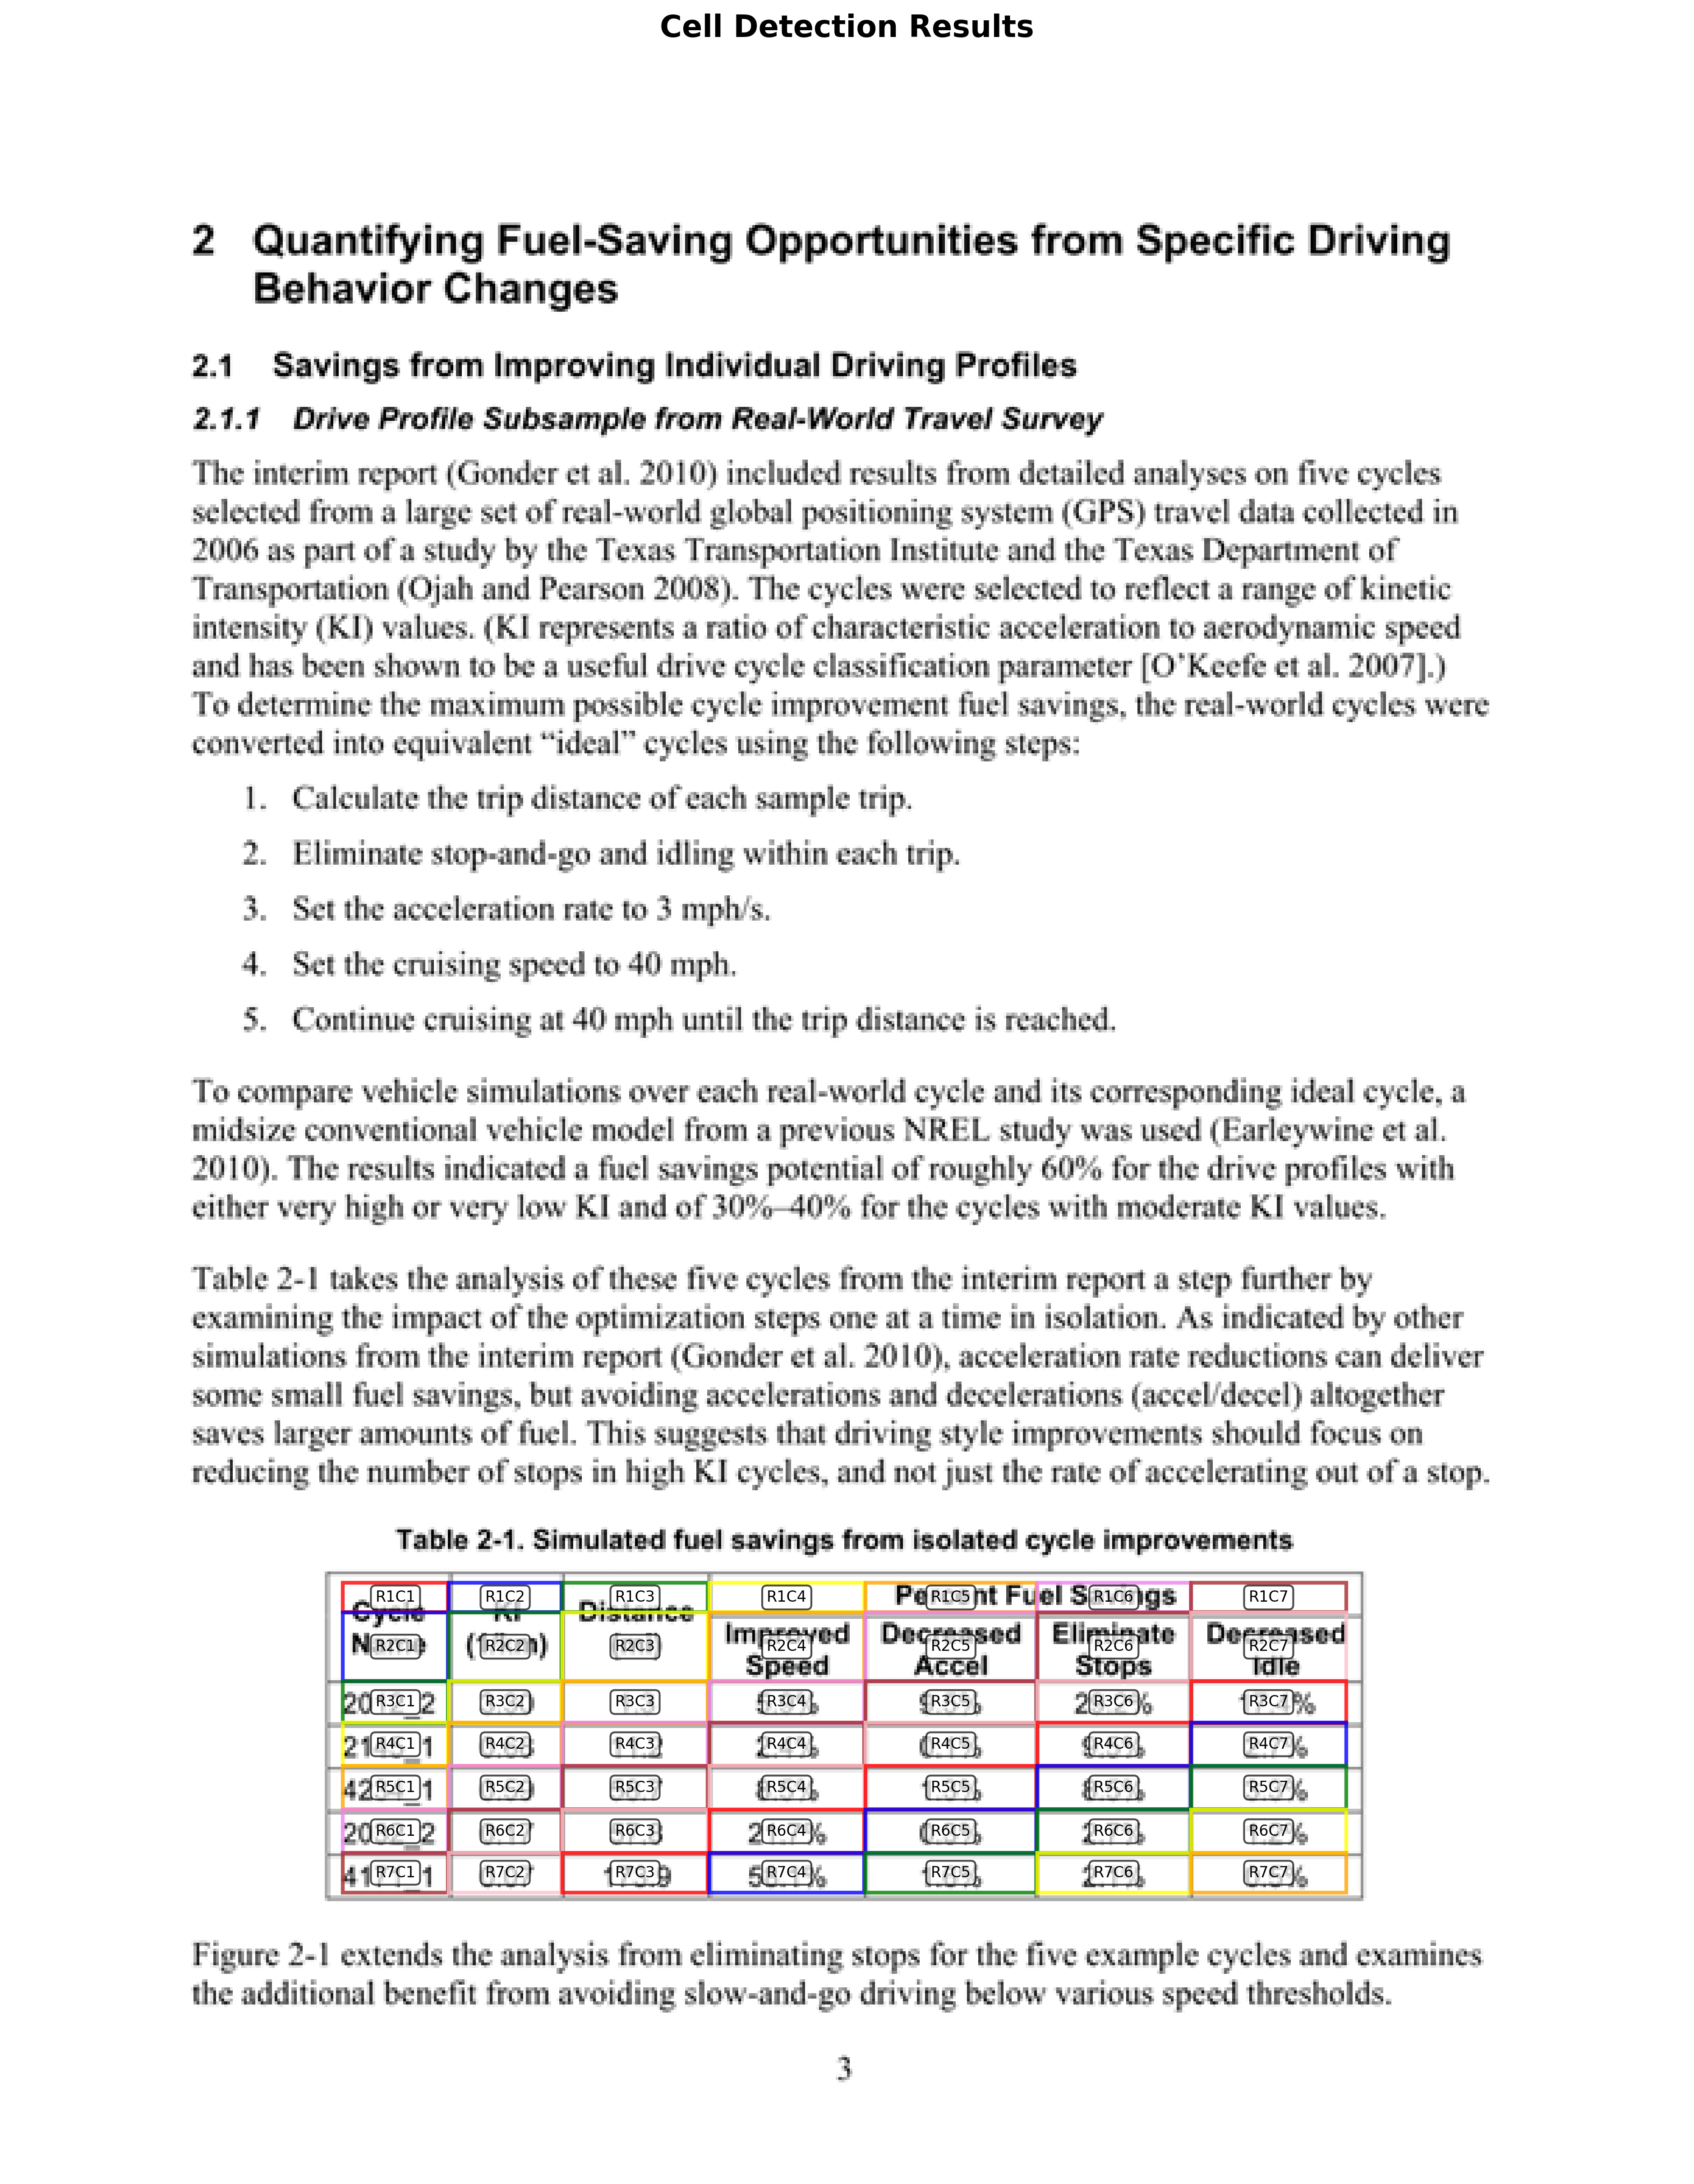 Cell Detection Results
2 Quantifying Fuel-Saving Opportunities from Specific Driving
Behavior Changes
2.1 Savings from Improving Individual Driving Profiles
2.1.1 Drive Profile Subsample from Real-World Travel Survey
The interim report (Gonder et al. 2010) included results from detailed analyses on five cycles
selected from a large set of real-world global positioning system (GPS) travel data collected in
2006 as part of a study by the Texas Transportation Institute and the Texas Department of
Transportation (Ojah and Pearson 2008). The cycles were selected to reflect a range of kinetic
intensity (KI) values. (KI represents a ratio of characteristic acceleration to aerodynamic speed
and has been shown to be a useful drive cycle classification parameter [O'Keefe et al. 2007].)
To determine the maximum possible cycle improvement fuel savings, the real-world cycles were
converted into equivalent “ideal” cycles using the following steps:
1. Calculate the trip distance of each sample trip.
2. Eliminate stop-and-go and idling within each trip.
3. Set the acceleration rate to 3 mph/s.
4. Set the cruising speed to 40 mph.
5. Continue cruising at 40 mph until the trip distance is reached.
To compare vehicle simulations over each real-world cycle and its corresponding ideal cycle, a
midsize conventional vehicle model from a previous NREL study was used (Earleywine et al.
2010). The results indicated a fuel savings potential of roughly 60% for the drive profiles with
either very high or very low KI and of 30%–40% for the cycles with moderate KI values.
Table 2-1 takes the analysis of these five cycles from the interim report a step further by
examining the impact of the optimization steps one at a time in isolation. As indicated by other
simulations from the interim report (Gonder et al. 2010), acceleration rate reductions can deliver
some small fuel savings, but avoiding accelerations and decelerations (accel/decel) altogether
saves larger amounts of fuel. This suggests that driving style improvements should focus on
reducing the number of stops in high KI cycles, and not just the rate of accelerating out of a stop.
Table 2-1. Simulated fuel savings from isolated cycle improvements
R1C1 R1C2 R1C3 R1C4 R1C5 R1C6 R1C7
Percent Fuel Savings
Cycle KI Distance
Improved Decreased Eliminate Decreased
R2C1 R2C2 R2C3 R2C4 R2C5 R2C6 R2C7
Speed Accel Stops Idle
R3C1 R3C2 R3C3 R3C4 R3C5 R3C6 R3C7
R4C1 R4C2 R4C3 R4C4 R4C5 R4C6 R4C7
R5C1 R5C2 R5C3 R5C4 R5C5 R5C6 R5C7
R6C1 R6C2 R6C3 R6C4 R6C5 R6C6 R6C7
R7C1 R7C2 R7C3 R7C4 R7C5 R7C6 R7C7
Figure 2-1 extends the analysis from eliminating stops for the five example cycles and examines
the additional benefit from avoiding slow-and-go driving below various speed thresholds.
3